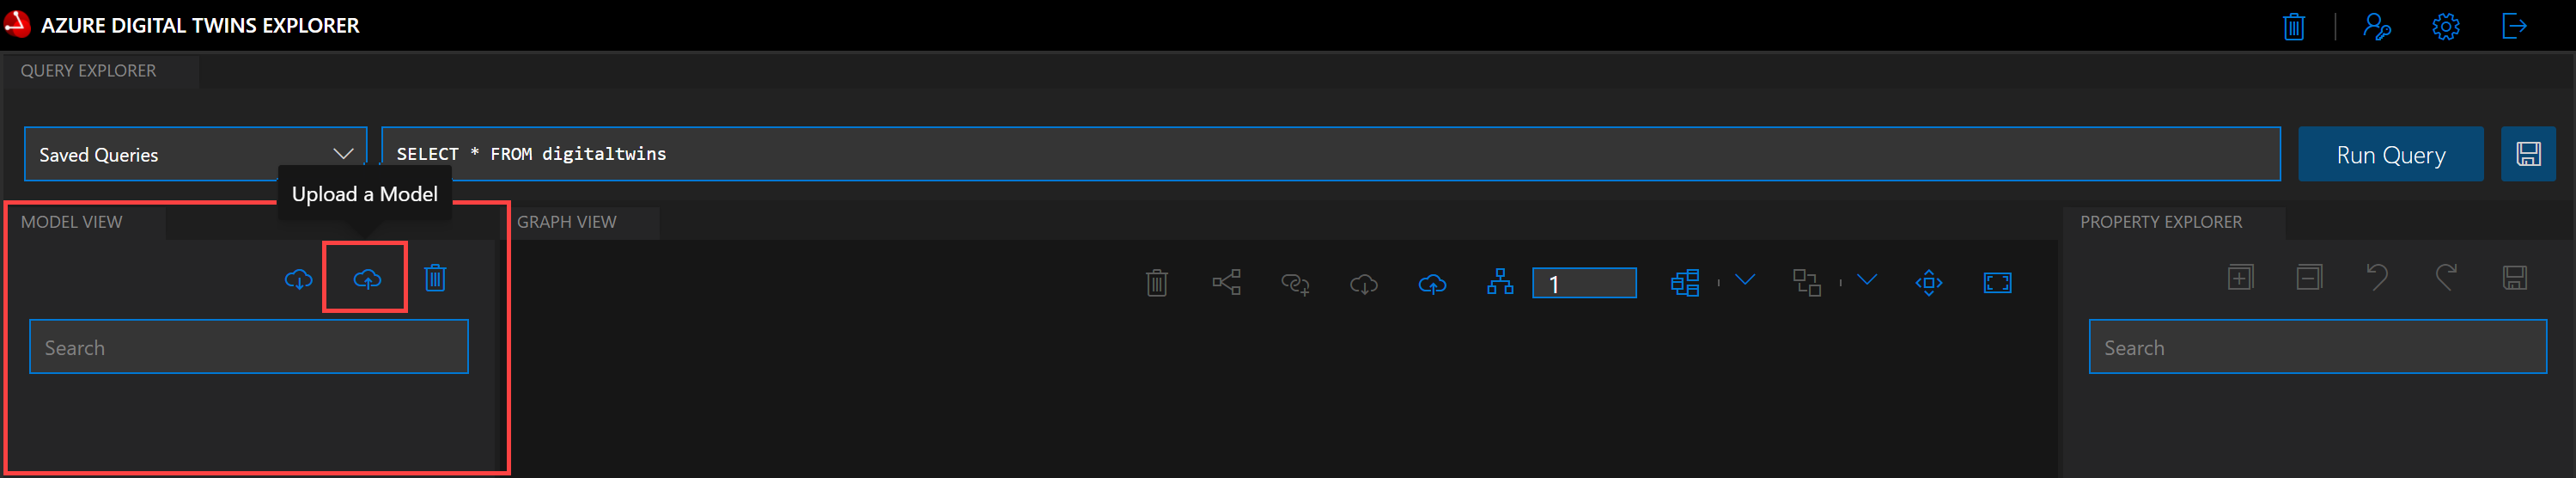 AZURE DIGITAL TWINS EXPLORER
QUERY EXPLORER
Saved Queries
SELECT * FROM digitaltwins
Run Query
Upload a Model
MODEL VIEW
GRAPH VIEW
PROPERTY EXPLORER
1
Search
Search